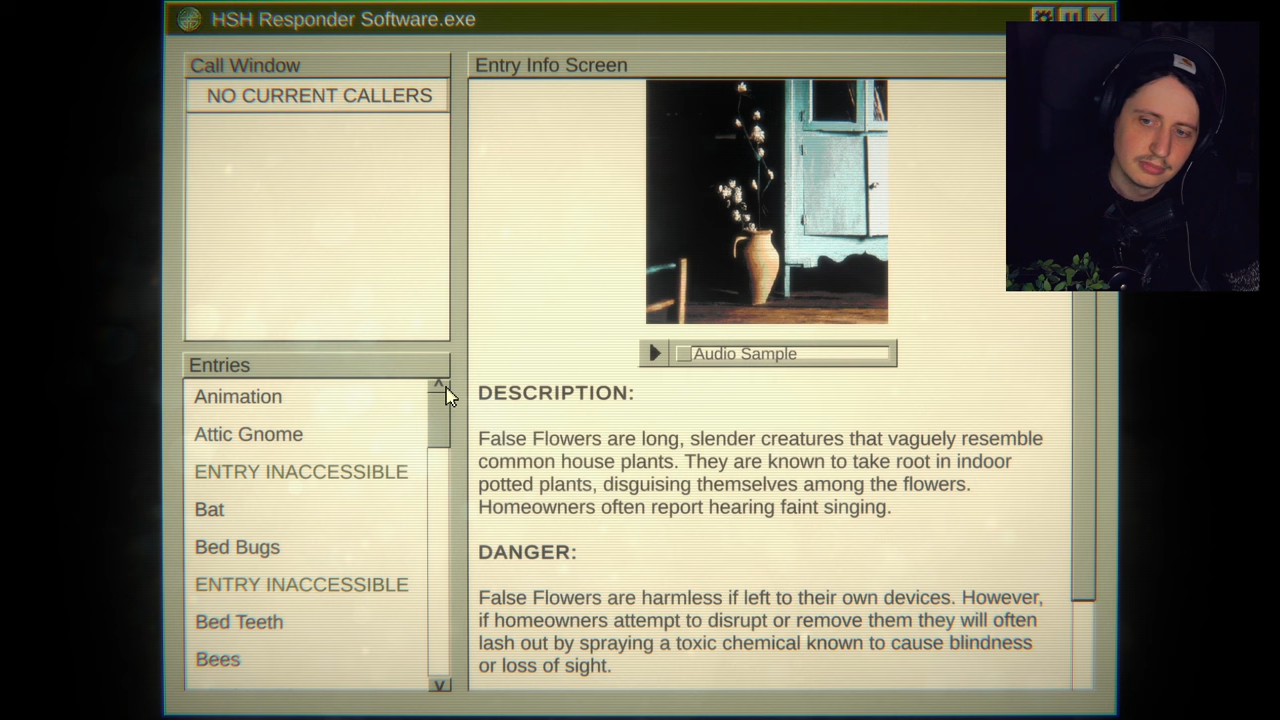 HSH Responder Software.exe
Call Window
NO CURRENT CALLERS
Entries
Animation
Attic Gnome
ENTRY INACCESSIBLE
Bat
Bed Bugs
ENTRY INACCESSIBLE
Bed Teeth
Bees
Entry Info Screen
Audio Sample
DESCRIPTION:
False Flowers are long, slender creatures that vaguely resemble
common house plants. They are known to take root in indoor
potted plants, disguising themselves among the flowers.
Homeowners often report hearing faint singing.
DANGER:
False Flowers are harmless if left to their own devices. However,
if homeowners attempt to disrupt or remove them they will often
lash out by spraying a toxic chemical known to cause blindness
or loss of sight.